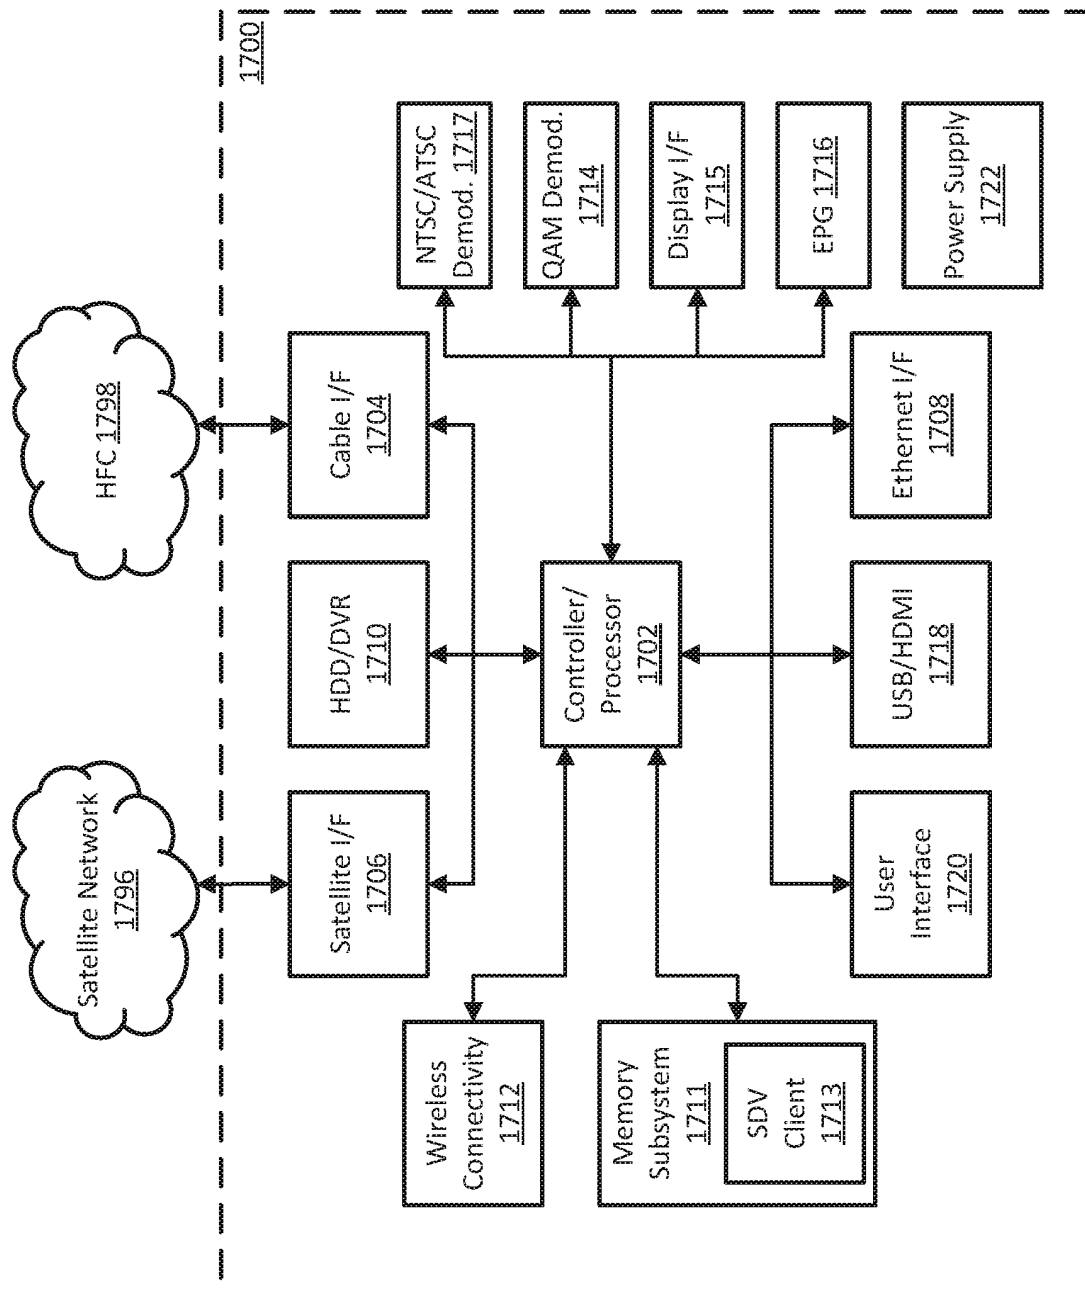 Satellite Network
1796
HFC 1798
1700
Satellite I/F
1706
HDD/DVR
1710
Cable I/F
1704
Wireless
Connectivity
1712
Memory
Subsystem
1711
SDV
Client
1713
Controller/
Processor
1702
NTSC/ATSC
Demod. 1717
QAM Demod.
1714
Display I/F
1715
EPG 1716
User
Interface
1720
USB/HDMI
1718
Ethernet I/F
1708
Power Supply
1722